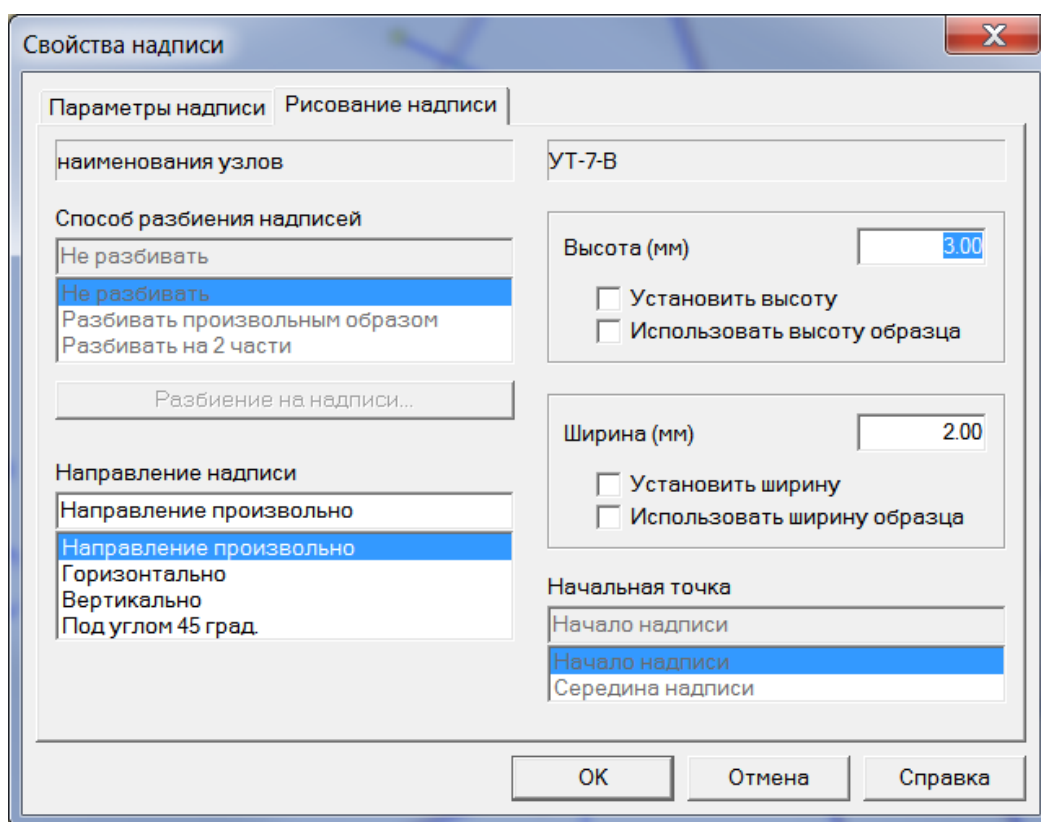 Свойства надписи
Параметры надписи
Рисование надписи
наименования узлов
УТ-7-В
Способ разбиения надписей
Не разбивать
Не разбивать
Разбивать произвольным образом
Разбивать на 2 части
Разбиение на надписи...
Направление надписи
Направление произвольно
Направление произвольно
Горизонтально
Вертикально
Под углом 45 град.
Высота (мм)
3.00
Установить высоту
Использовать высоту образца
Ширина (мм)
2.00
Установить ширину
Использовать ширину образца
Начальная точка
Начало надписи
Начало надписи
Середина надписи
OK
Отмена
Справка